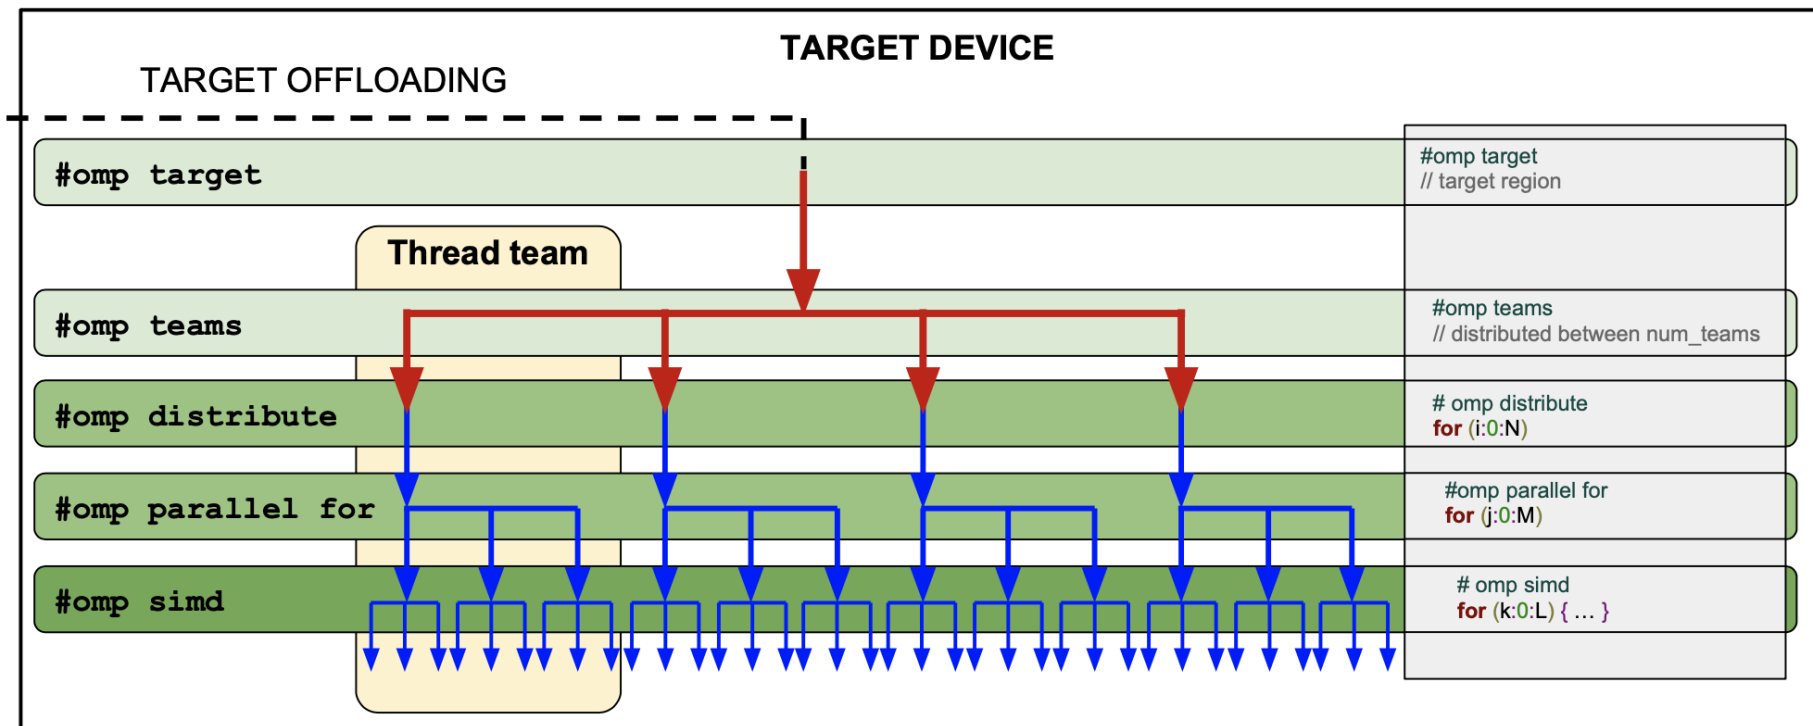 TARGET DEVICE
TARGET OFFLOADING
#omp target
#omp target
// target region
Thread team
#omp teams
#omp teams
// distributed between num_teams
#omp distribute
# omp distribute
for (i:0:N)
#omp parallel for
#omp parallel for
for (j:0:M)
#omp simd
# omp simd
for (k:0:L) { … }